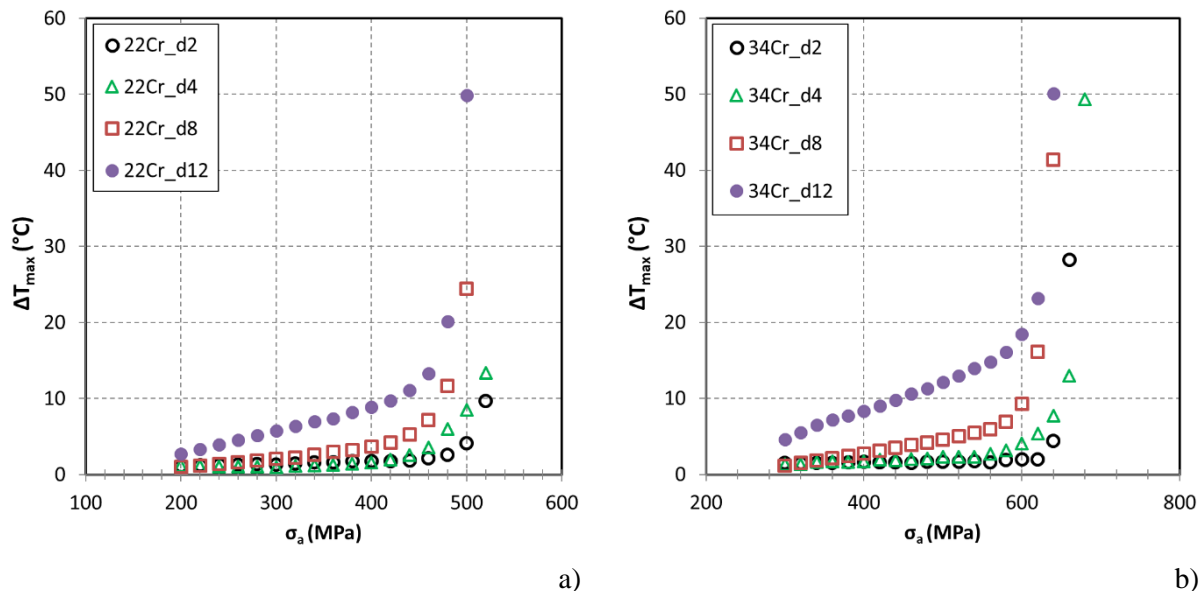 60
50
40
30
20
10
0
ΔTmax (°C)
22Cr_d2
22Cr_d4
22Cr_d8
22Cr_d12
100 200 300 400 500 600
σa (MPa)
a)
60
50
40
30
20
10
0
ΔTmax (°C)
34Cr_d2
34Cr_d4
34Cr_d8
34Cr_d12
200 400 600 800
σa (MPa)
b)